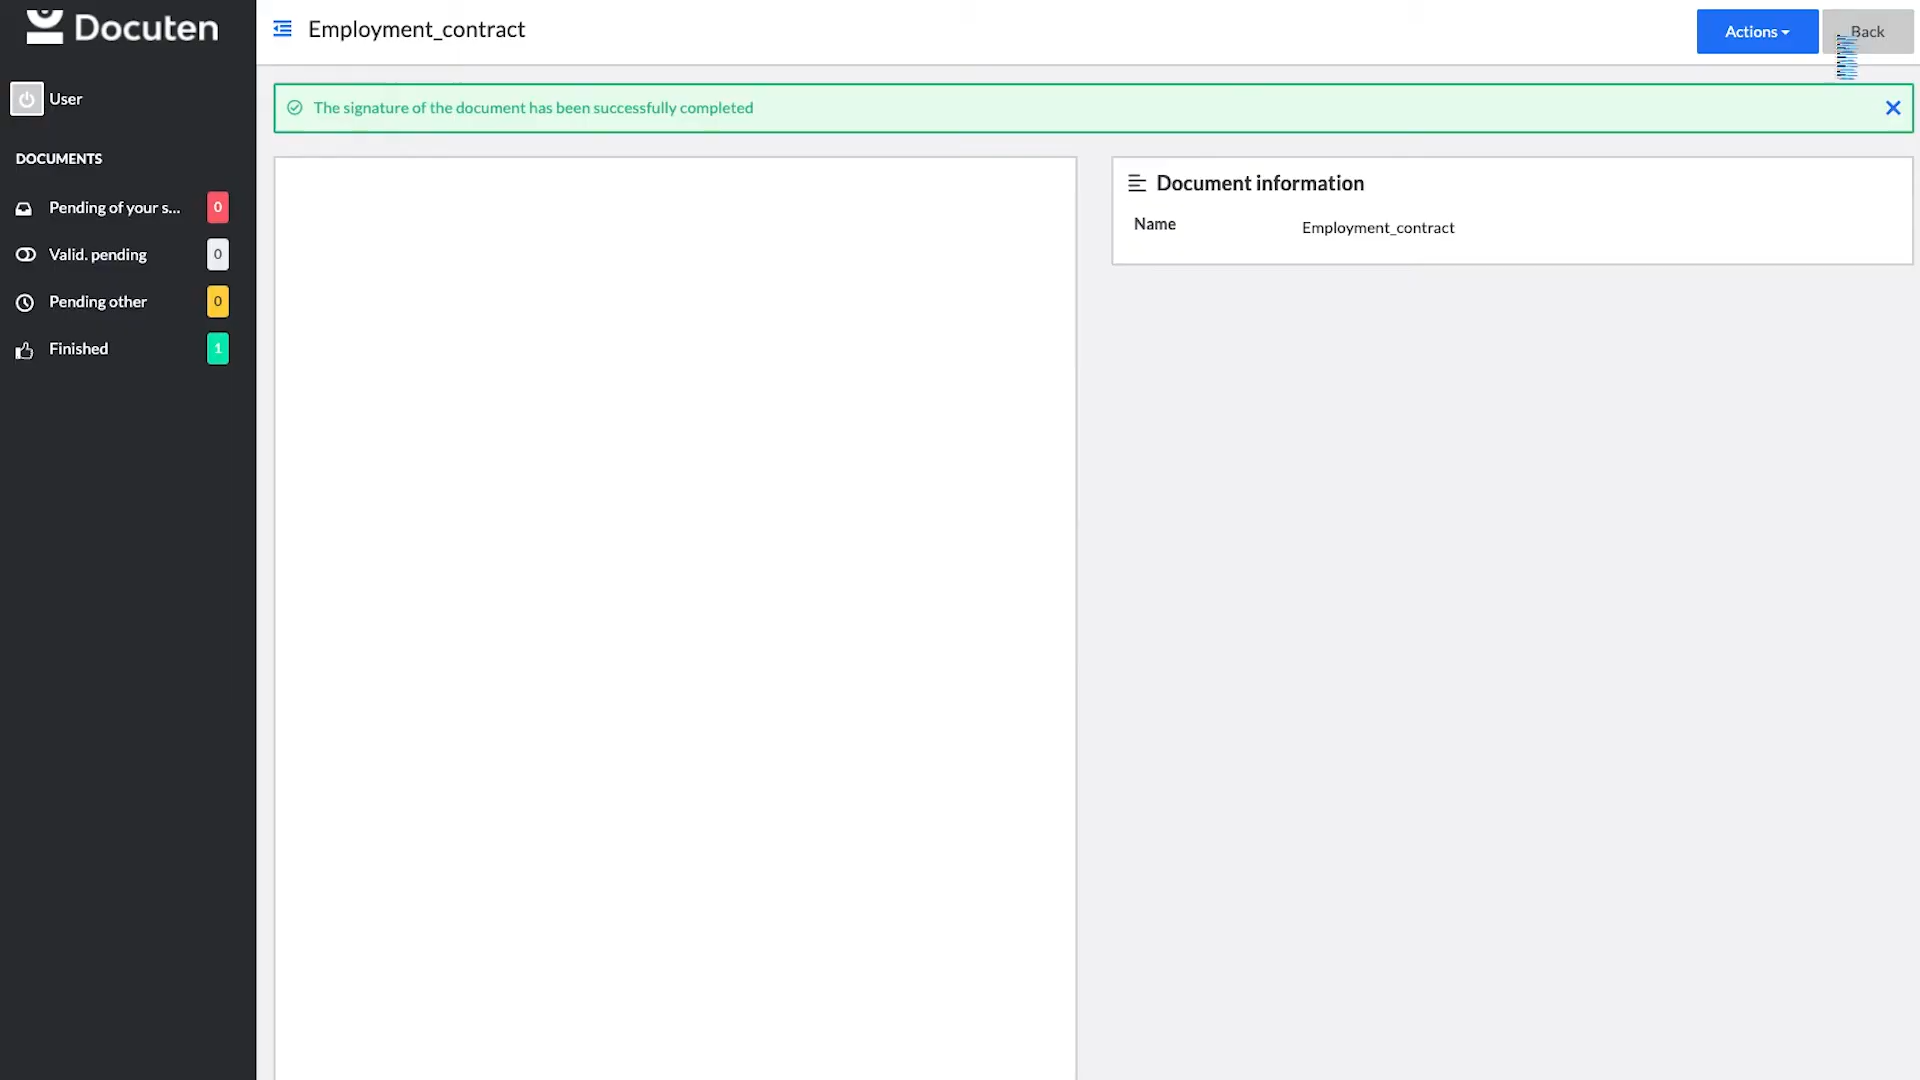 Docuten
Employment_contract
Actions
Back
User
The signature of the document has been successfully completed
DOCUMENTS
Pending of your s... 0
Valid. pending 0
Pending other 0
Finished 1
Document information
Name Employment_contract